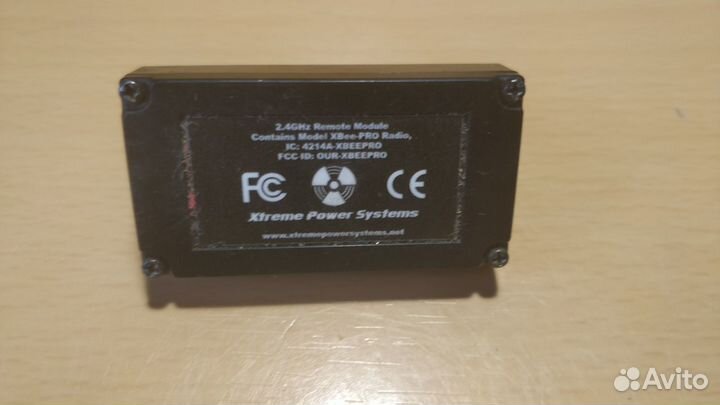 2.4GHz Remote Module
Contains Model XBee-PRO Radio,
IC: 4214A-XBEEPRO
FCC ID: OUR-XBEEPRO
FC CE
Xtreme Power Systems
www.xtremepowersystems.net
Avito